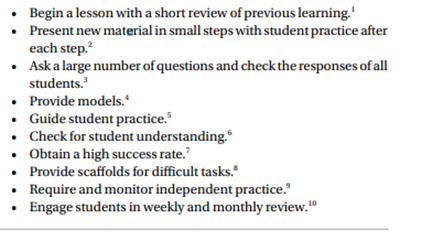 • Begin a lesson with a short review of previous learning.¹
• Present new material in small steps with student practice after
each step.²
• Ask a large number of questions and check the responses of all
students.³
• Provide models.⁴
• Guide student practice.⁵
• Check for student understanding.⁶
• Obtain a high success rate.⁷
• Provide scaffolds for difficult tasks.⁸
• Require and monitor independent practice.⁹
• Engage students in weekly and monthly review.¹⁰